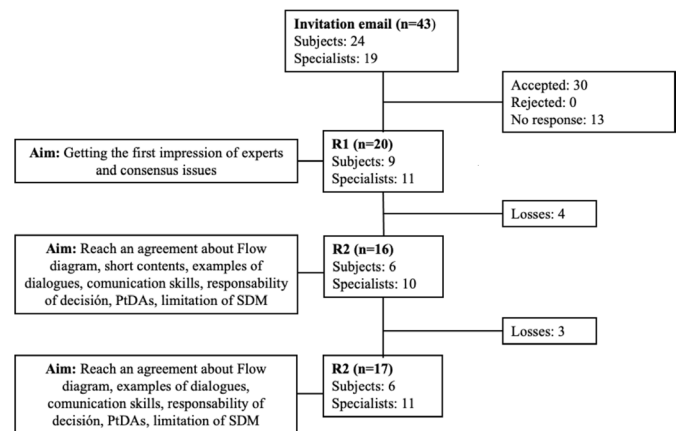 Invitation email (n=43)
Subjects: 24
Specialists: 19
Accepted: 30
Rejected: 0
No response: 13
R1 (n=20)
Subjects: 9
Specialists: 11
Aim: Getting the first impression of experts
and consensus issues
Losses: 4
R2 (n=16)
Subjects: 6
Specialists: 10
Aim: Reach an agreement about Flow
diagram, short contents, examples of
dialogues, comunication skills, responsability
of decisión, PtDAs, limitation of SDM
Losses: 3
R2 (n=17)
Subjects: 6
Specialists: 11
Aim: Reach an agreement about Flow
diagram, examples of dialogues,
comunication skills, responsability of
decisión, PtDAs, limitation of SDM